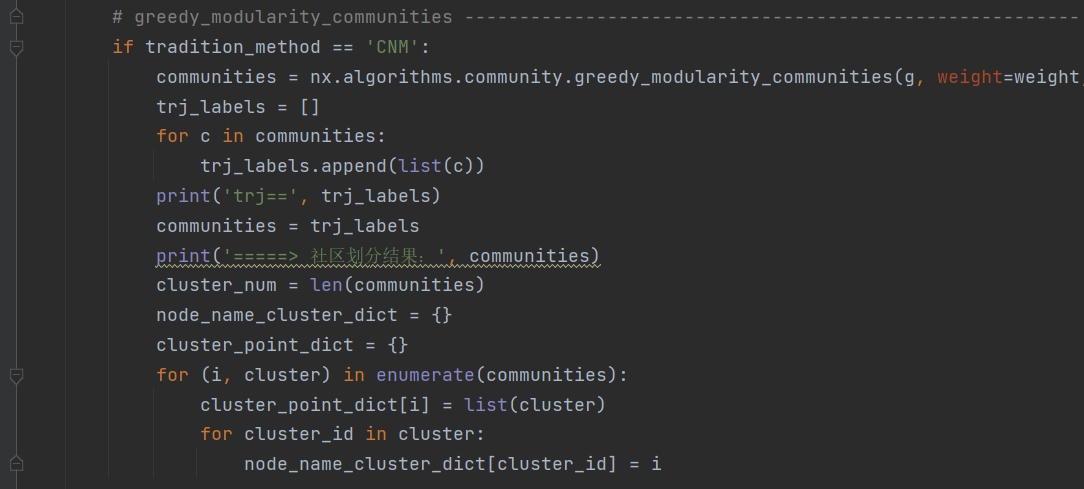 # greedy_modularity_communities --------------------------------------------------------
if tradition_method == 'CNM':
communities = nx.algorithms.community.greedy_modularity_communities(g, weight=weight,
trj_labels = []
for c in communities:
trj_labels.append(list(c))
print('trj==', trj_labels)
communities = trj_labels
print('=====> 社区划分结果：', communities)
cluster_num = len(communities)
node_name_cluster_dict = {}
cluster_point_dict = {}
for (i, cluster) in enumerate(communities):
cluster_point_dict[i] = list(cluster)
for cluster_id in cluster:
node_name_cluster_dict[cluster_id] = i